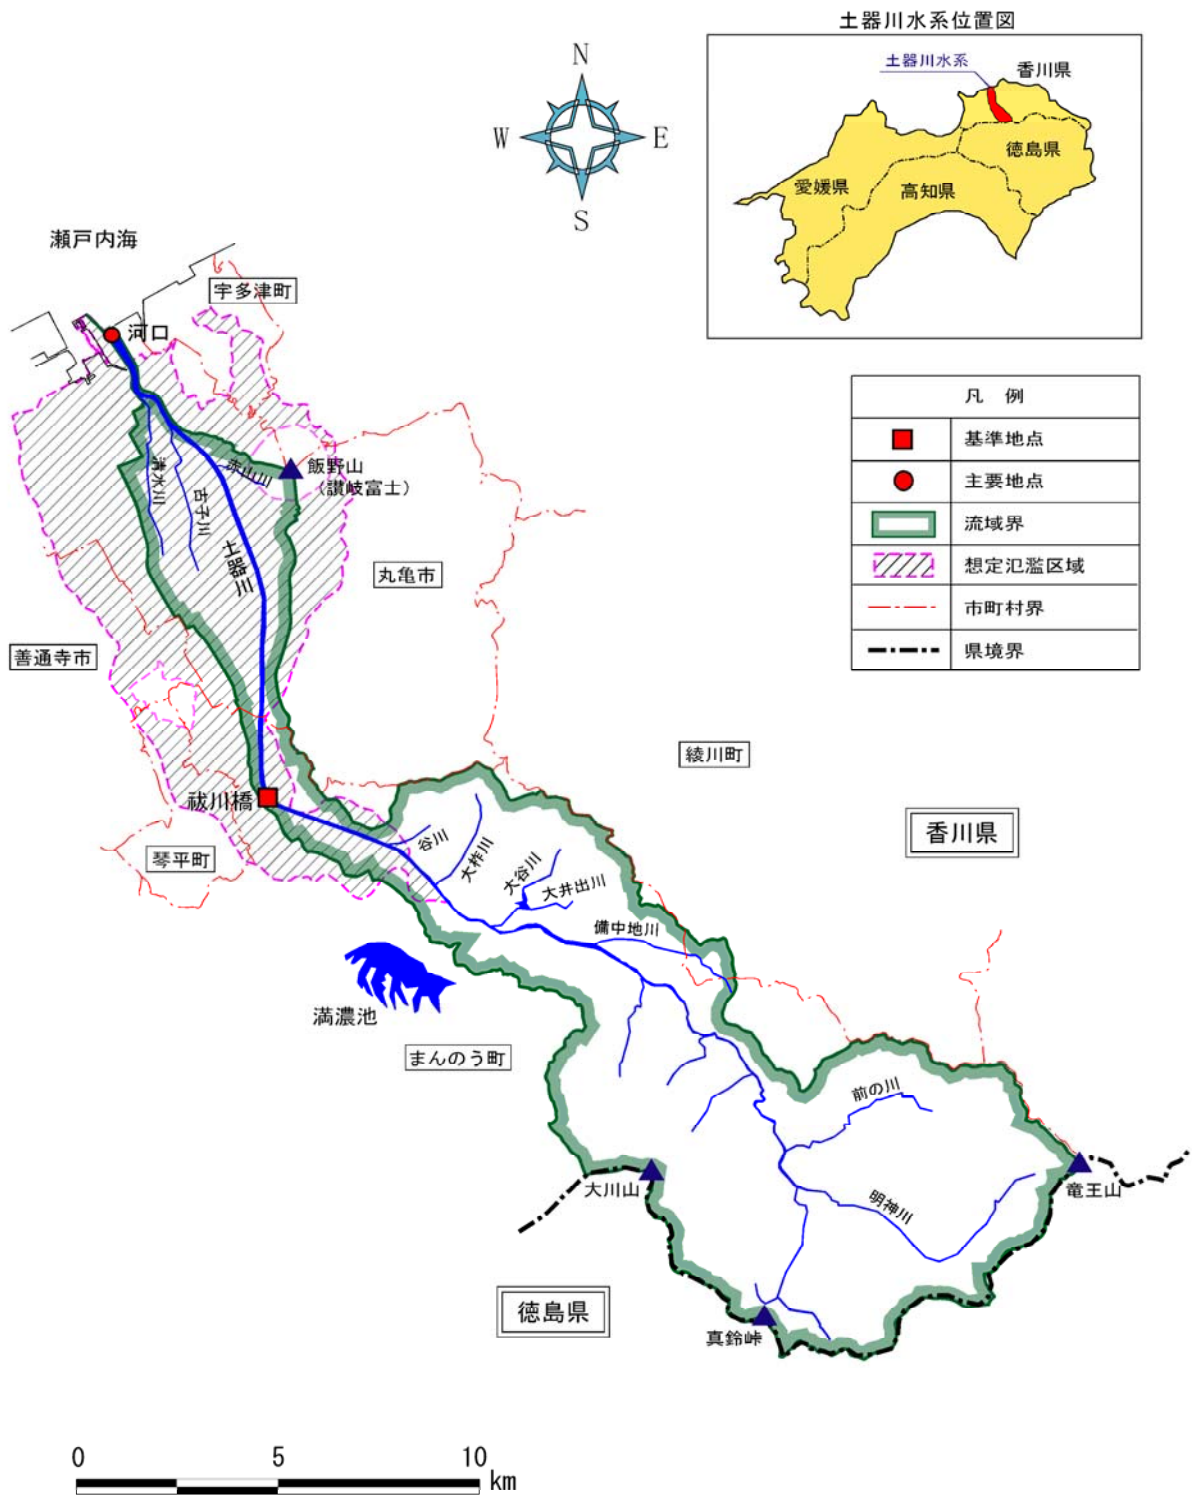 土器川水系位置図
土器川水系
香川県
徳島県
愛媛県
高知県
N
W
E
S
瀬戸内海
宇多津町
河口
飯野山
(讃岐富士)
赤山川
清水川
古子川
土器川
丸亀市
善通寺市
凡 例
基準地点
主要地点
流域界
想定氾濫区域
市町村界
県境界
綾川町
香川県
祓川橋
琴平町
谷川
大柞川
大谷川
大井出川
備中地川
満濃池
まんのう町
前の川
明神川
大川山
竜王山
真鈴峠
徳島県
0 5 10
km